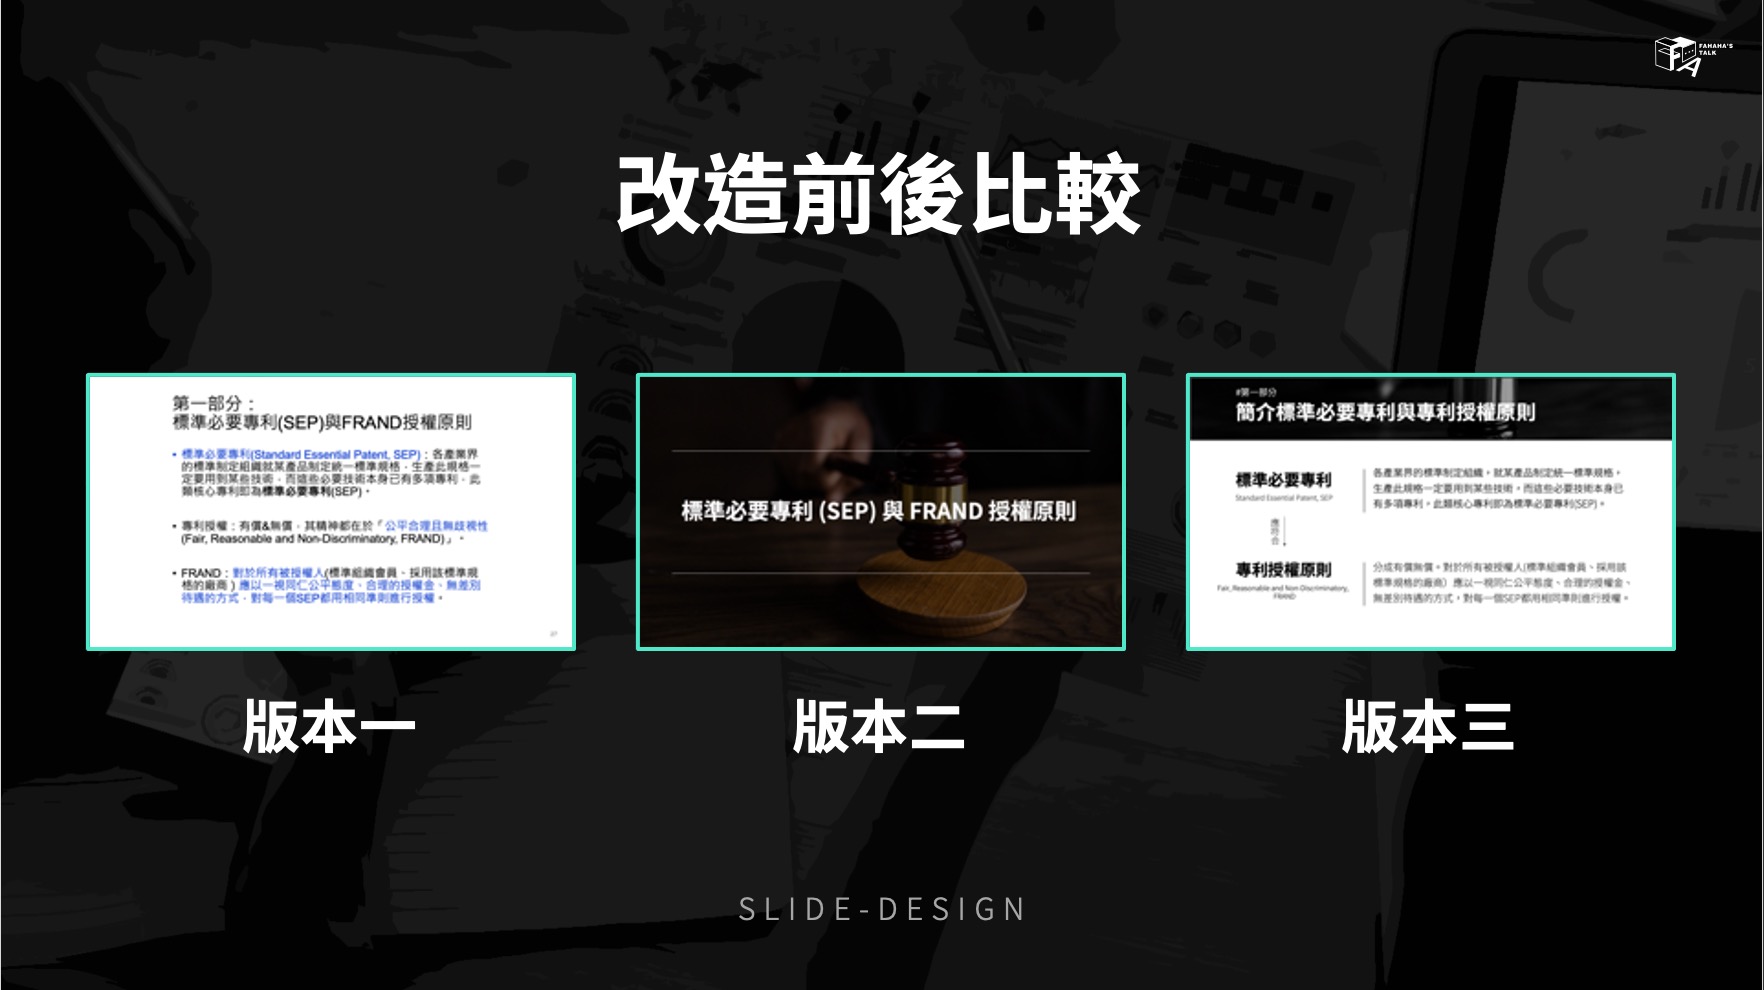 FAHAHA'S
TALK
FA
改造前後比較
第一部分：
標準必要專利(SEP)與FRAND授權原則
• 標準必要專利(Standard Essential Patent, SEP)：各產業界
的標準制定組織就某產品制定統一標準規格，生產此規格一
定要用到某些技術，而這些必要技術本身已有多項專利，此
類核心專利即為標準必要專利(SEP)。
• 專利授權：有償&無償，其精神都在於「公平合理且無歧視性
(Fair, Reasonable and Non-Discriminatory, FRAND)」。
• FRAND：對於所有被授權人(標準組織會員、採用該標準規
格的廠商）應以一視同仁公平態度、合理的授權金、無差別
待遇的方式，對每一個SEP都用相同準則進行授權。
標準必要專利 (SEP) 與 FRAND 授權原則
#第一部分
簡介標準必要專利與專利授權原則
標準必要專利
Standard Essential Patent, SEP
各產業界的標準制定組織，就某產品制定統一標準規格，
生產此規格一定要用到某些技術，而這些必要技術本身已
有多項專利，此類核心專利即為標準必要專利(SEP)。
應符合
專利授權原則
Fair, Reasonable and Non-Discriminatory,
FRAND
分成有償無償。對於所有被授權人(標準組織會員、採用該
標準規格的廠商）應以一視同仁公平態度、合理的授權金、
無差別待遇的方式，對每一個SEP都用相同準則進行授權。
版本一
版本二
版本三
SLIDE-DESIGN